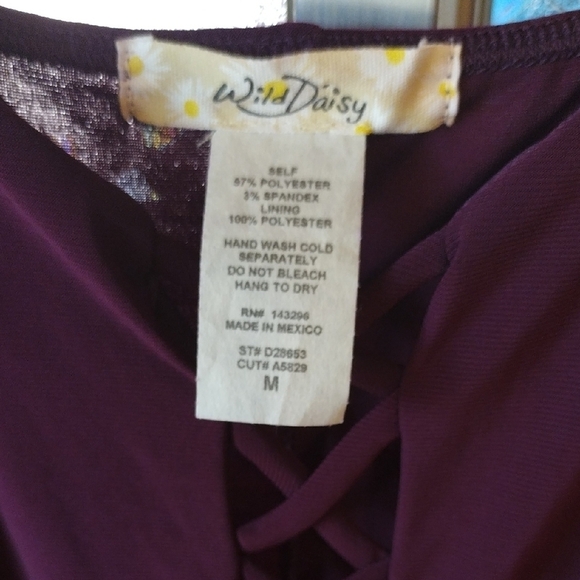 Wild Daisy
SELF
97% POLYESTER
3% SPANDEX
LINING
100% POLYESTER
HAND WASH COLD
SEPARATELY
DO NOT BLEACH
HANG TO DRY
RN# 143296
MADE IN MEXICO
ST# D28653
CUT# A5829
M